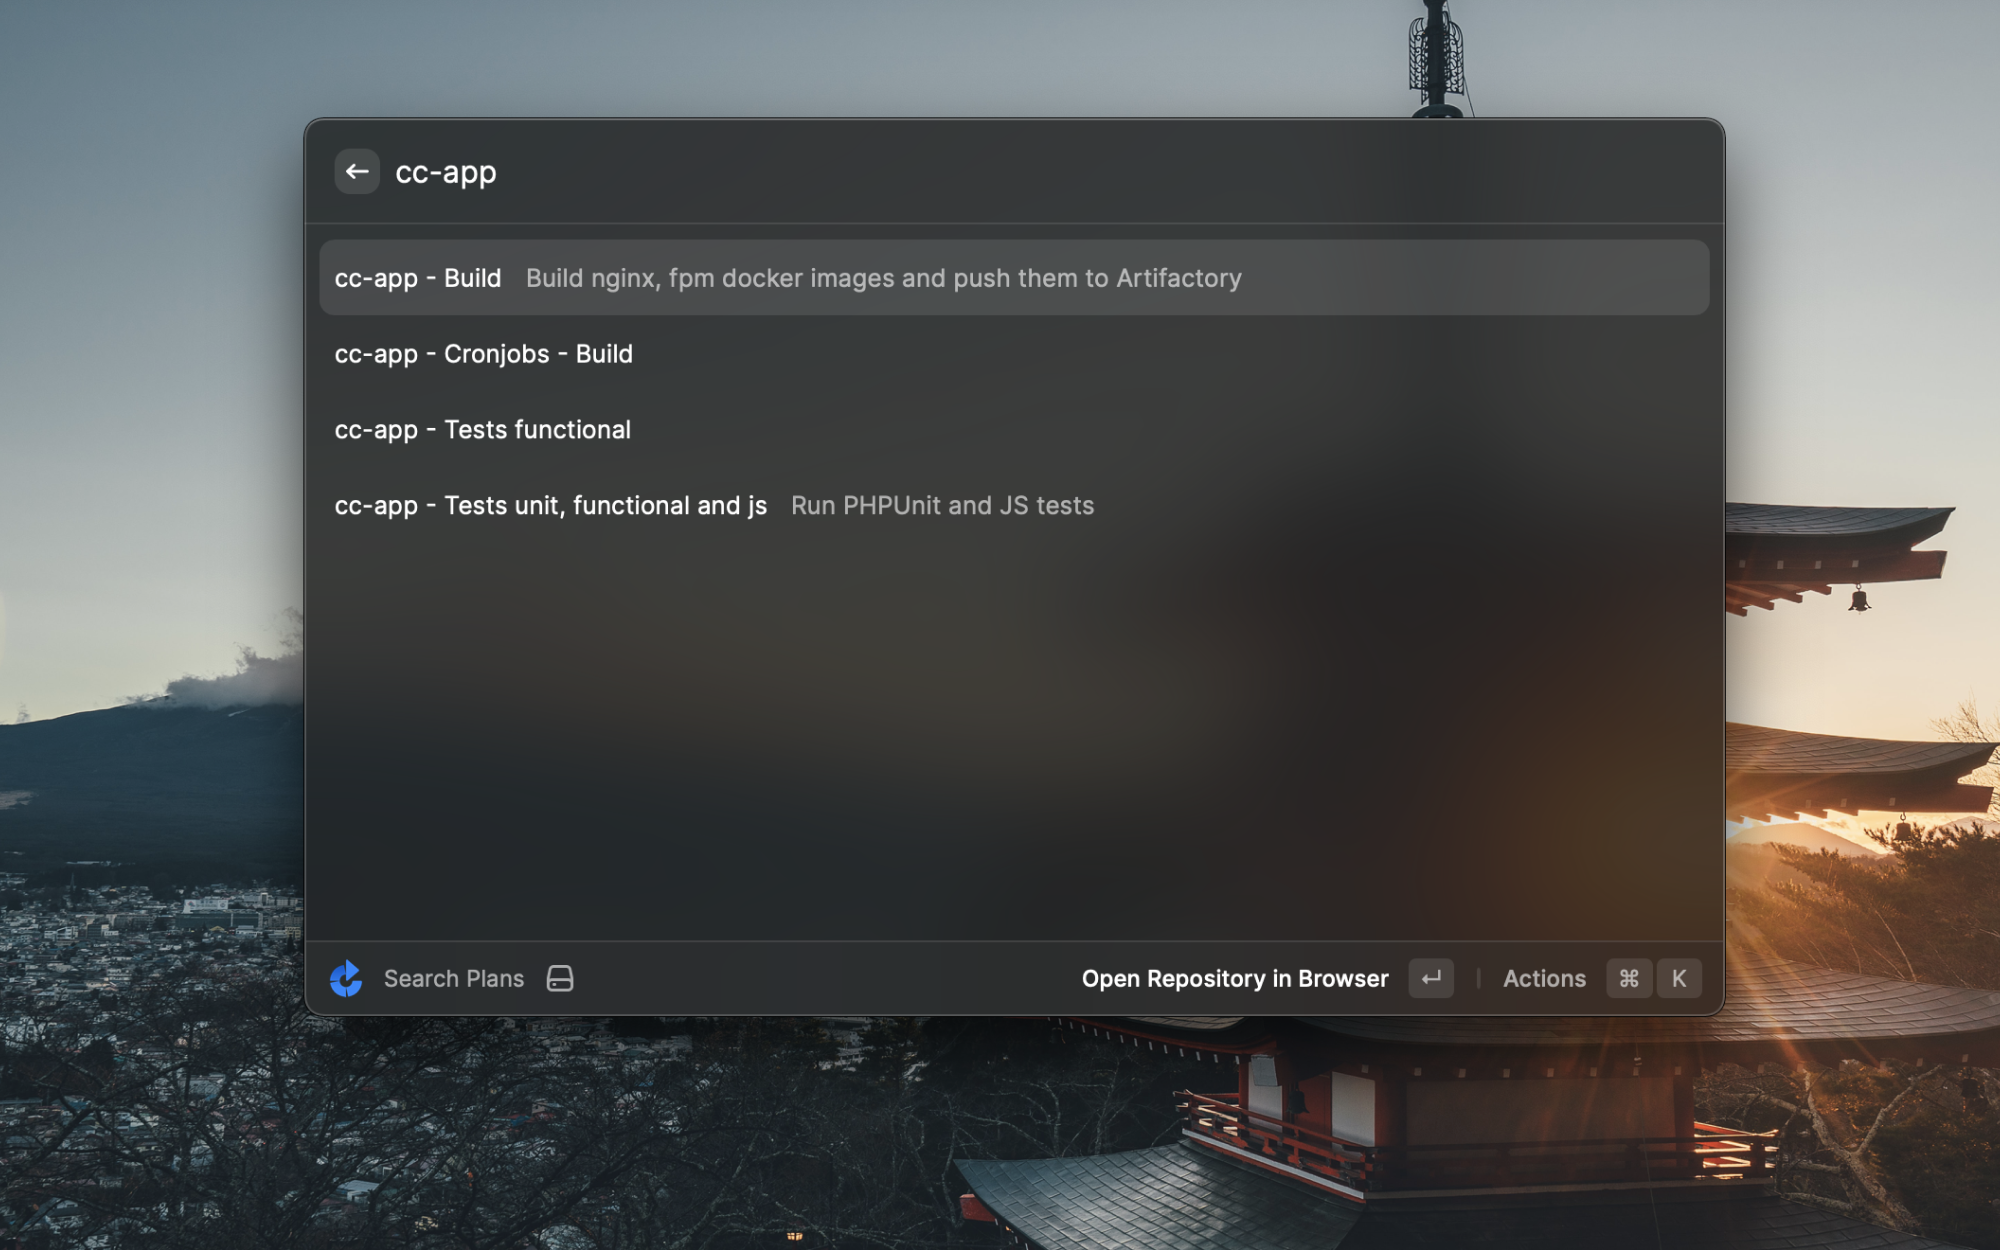 cc-app
cc-app - Build Build nginx, fpm docker images and push them to Artifactory
cc-app - Cronjobs - Build
cc-app - Tests functional
cc-app - Tests unit, functional and js Run PHPUnit and JS tests
Search Plans Open Repository in Browser ↵ | Actions ⌘ K